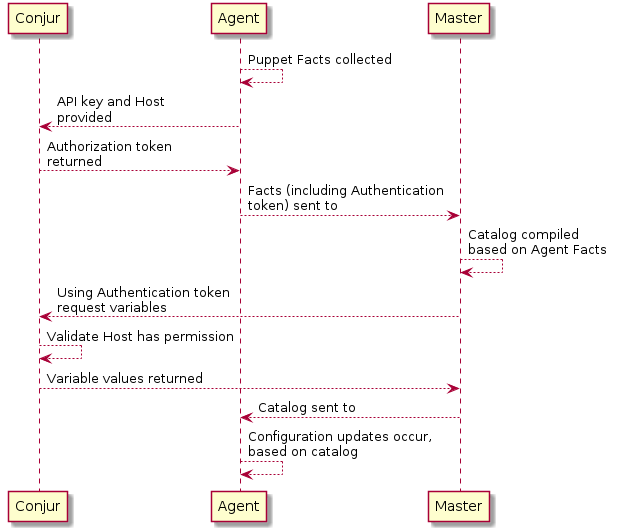 Conjur
Agent
Master
Puppet Facts collected
API key and Host
provided
Authorization token
returned
Facts (including Authentication
token) sent to
Catalog compiled
based on Agent Facts
Using Authentication token
request variables
Validate Host has permission
Variable values returned
Catalog sent to
Configuration updates occur,
based on catalog
Conjur
Agent
Master